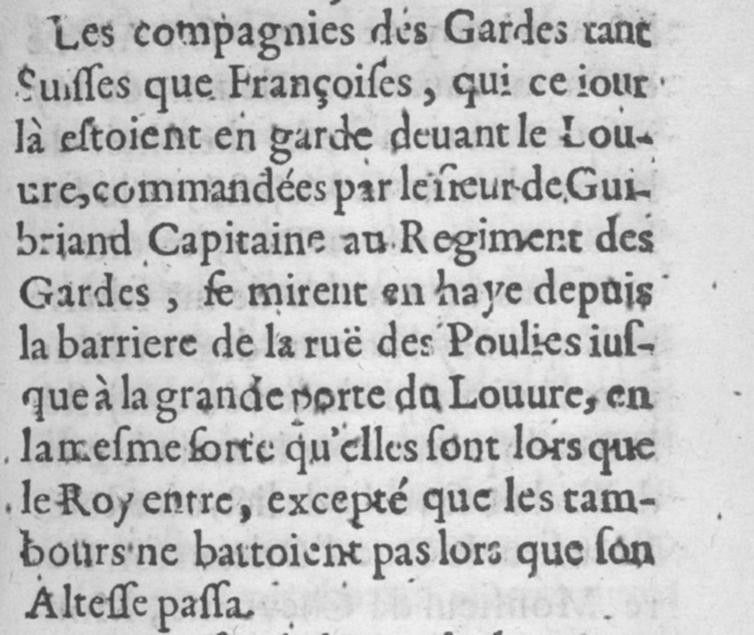 Les compagnies des Gardes tant
Suiſſes que Françoiſes, qui ce iour
là eſtoient en garde deuant le Lou-
ure, commandées par le ſieur de Gui-
briand Capitaine au Regiment des
Gardes, ſe mirent en haye depuis
la barriere de la ruë des Poulies iuſ-
que à la grande porte du Louure, en
la meſme ſorte qu'elles ſont lors que
le Roy entre, excepté que les tam-
bours ne battoient pas lors que ſon
Alteſſe paſſa.